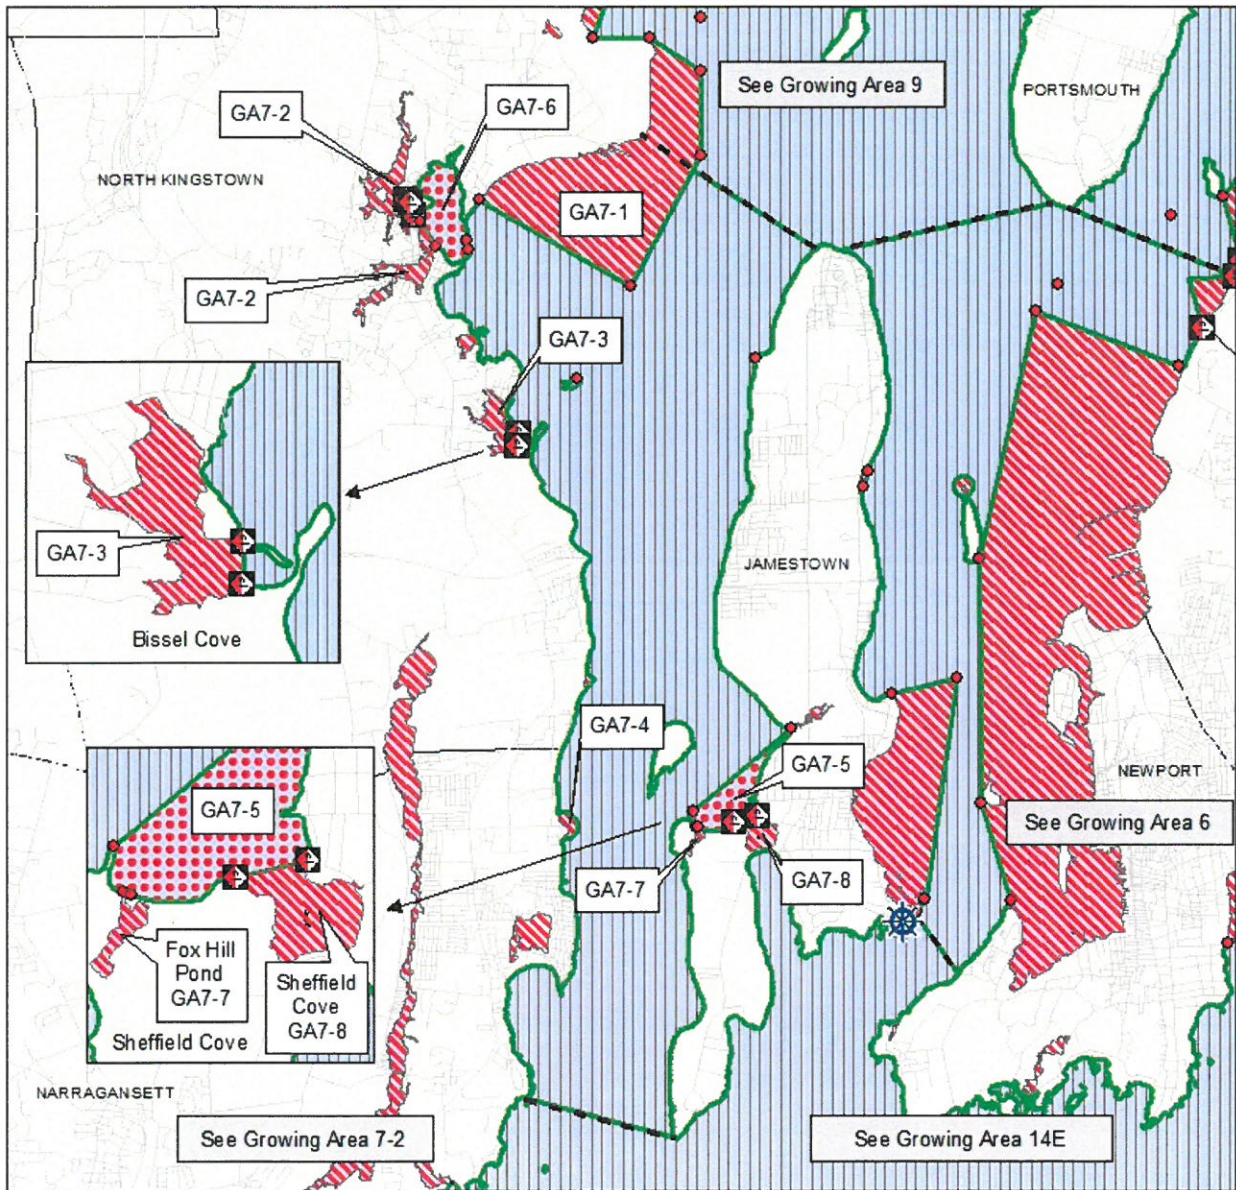 See Growing Area 9
PORTSMOUTH
GA7-2
GA7-6
NORTH KINGSTOWN
GA7-1
GA7-2
GA7-3
GA7-3
Bissel Cove
JAMESTOWN
GA7-4
GA7-5
NEWPORT
GA7-5
See Growing Area 6
GA7-7
GA7-8
Fox Hill
Pond
GA7-7
Sheffield
Cove
GA7-8
Sheffield Cove
NARRAGANSETT
See Growing Area 7-2
See Growing Area 14E